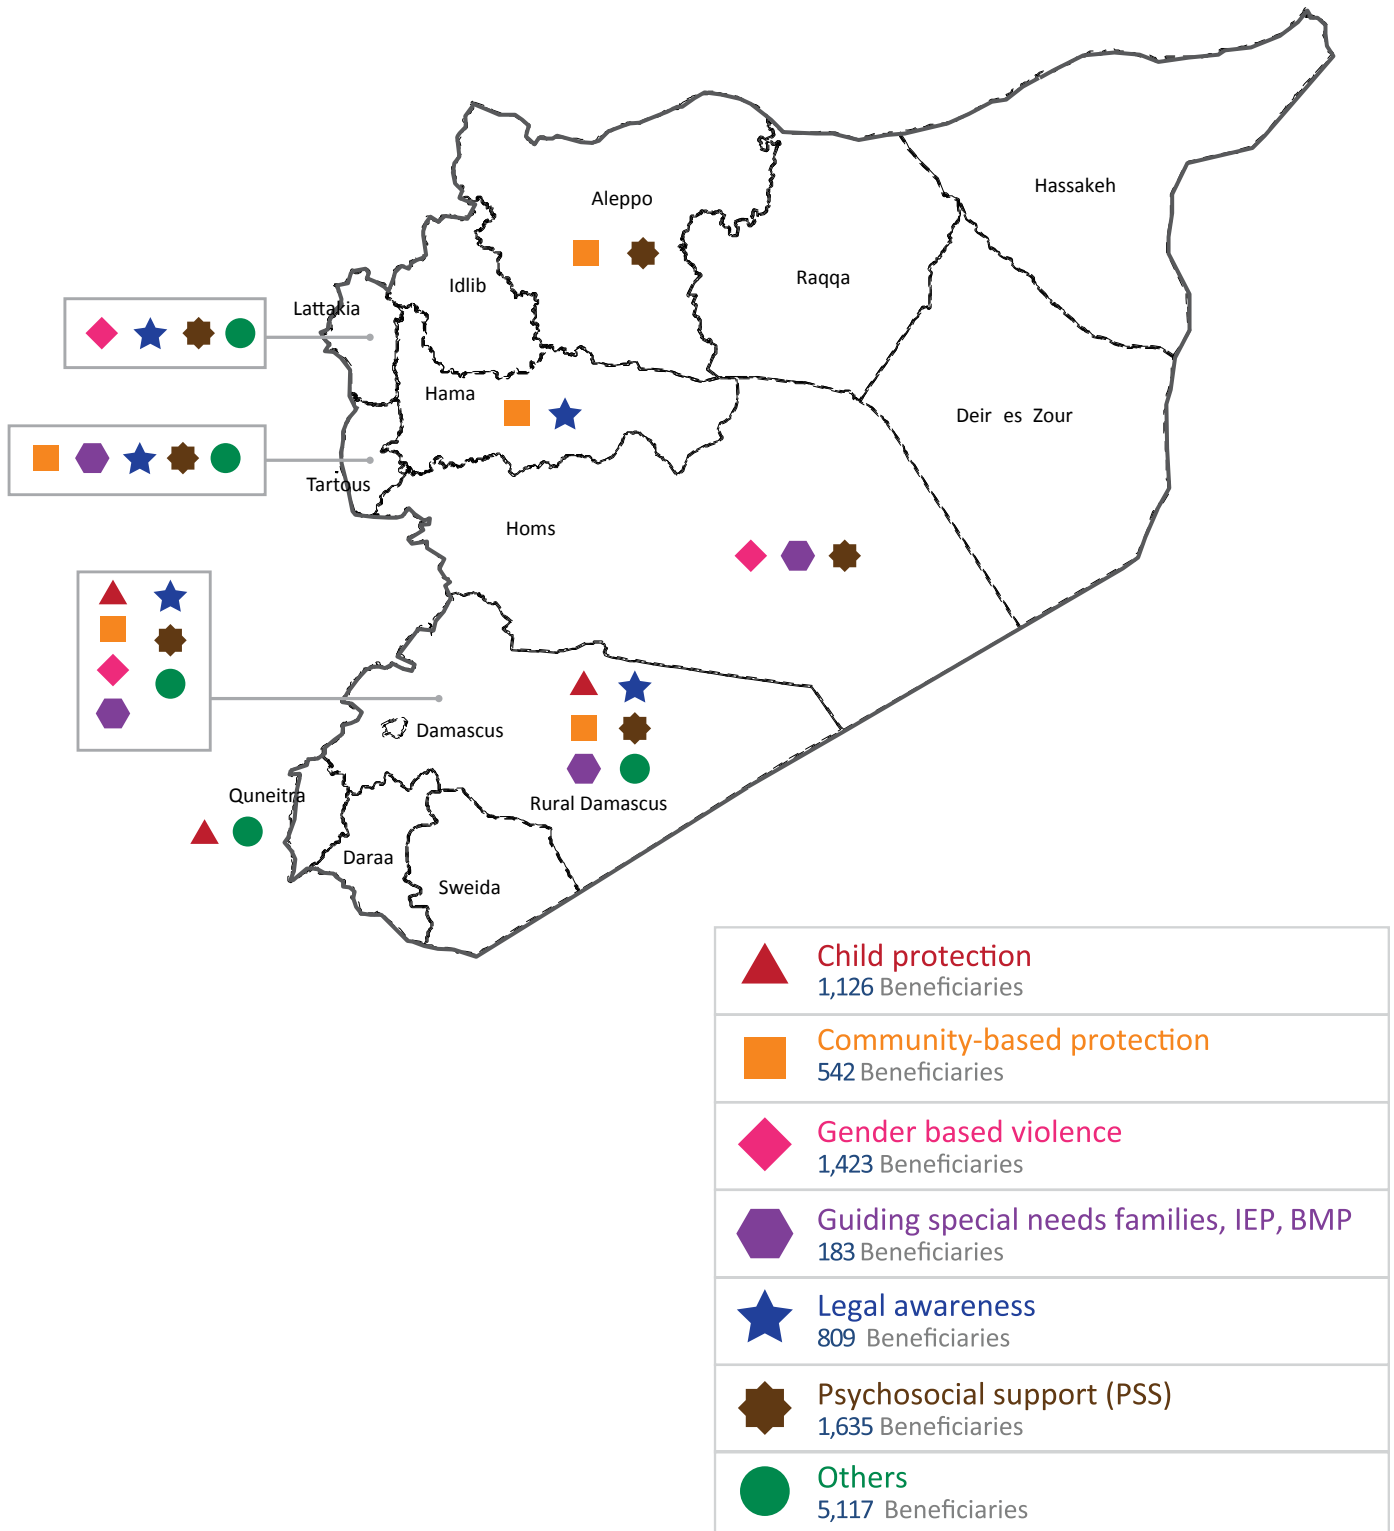 Hassakeh
Aleppo
Raqqa
Idlib
Lattakia
Hama
Deir es Zour
Tartous
Homs
Damascus
Quneitra
Rural Damascus
Daraa
Sweida
Child protection
1,126 Beneficiaries
Community-based protection
542 Beneficiaries
Gender based violence
1,423 Beneficiaries
Guiding special needs families, IEP, BMP
183 Beneficiaries
Legal awareness
809 Beneficiaries
Psychosocial support (PSS)
1,635 Beneficiaries
Others
5,117 Beneficiaries